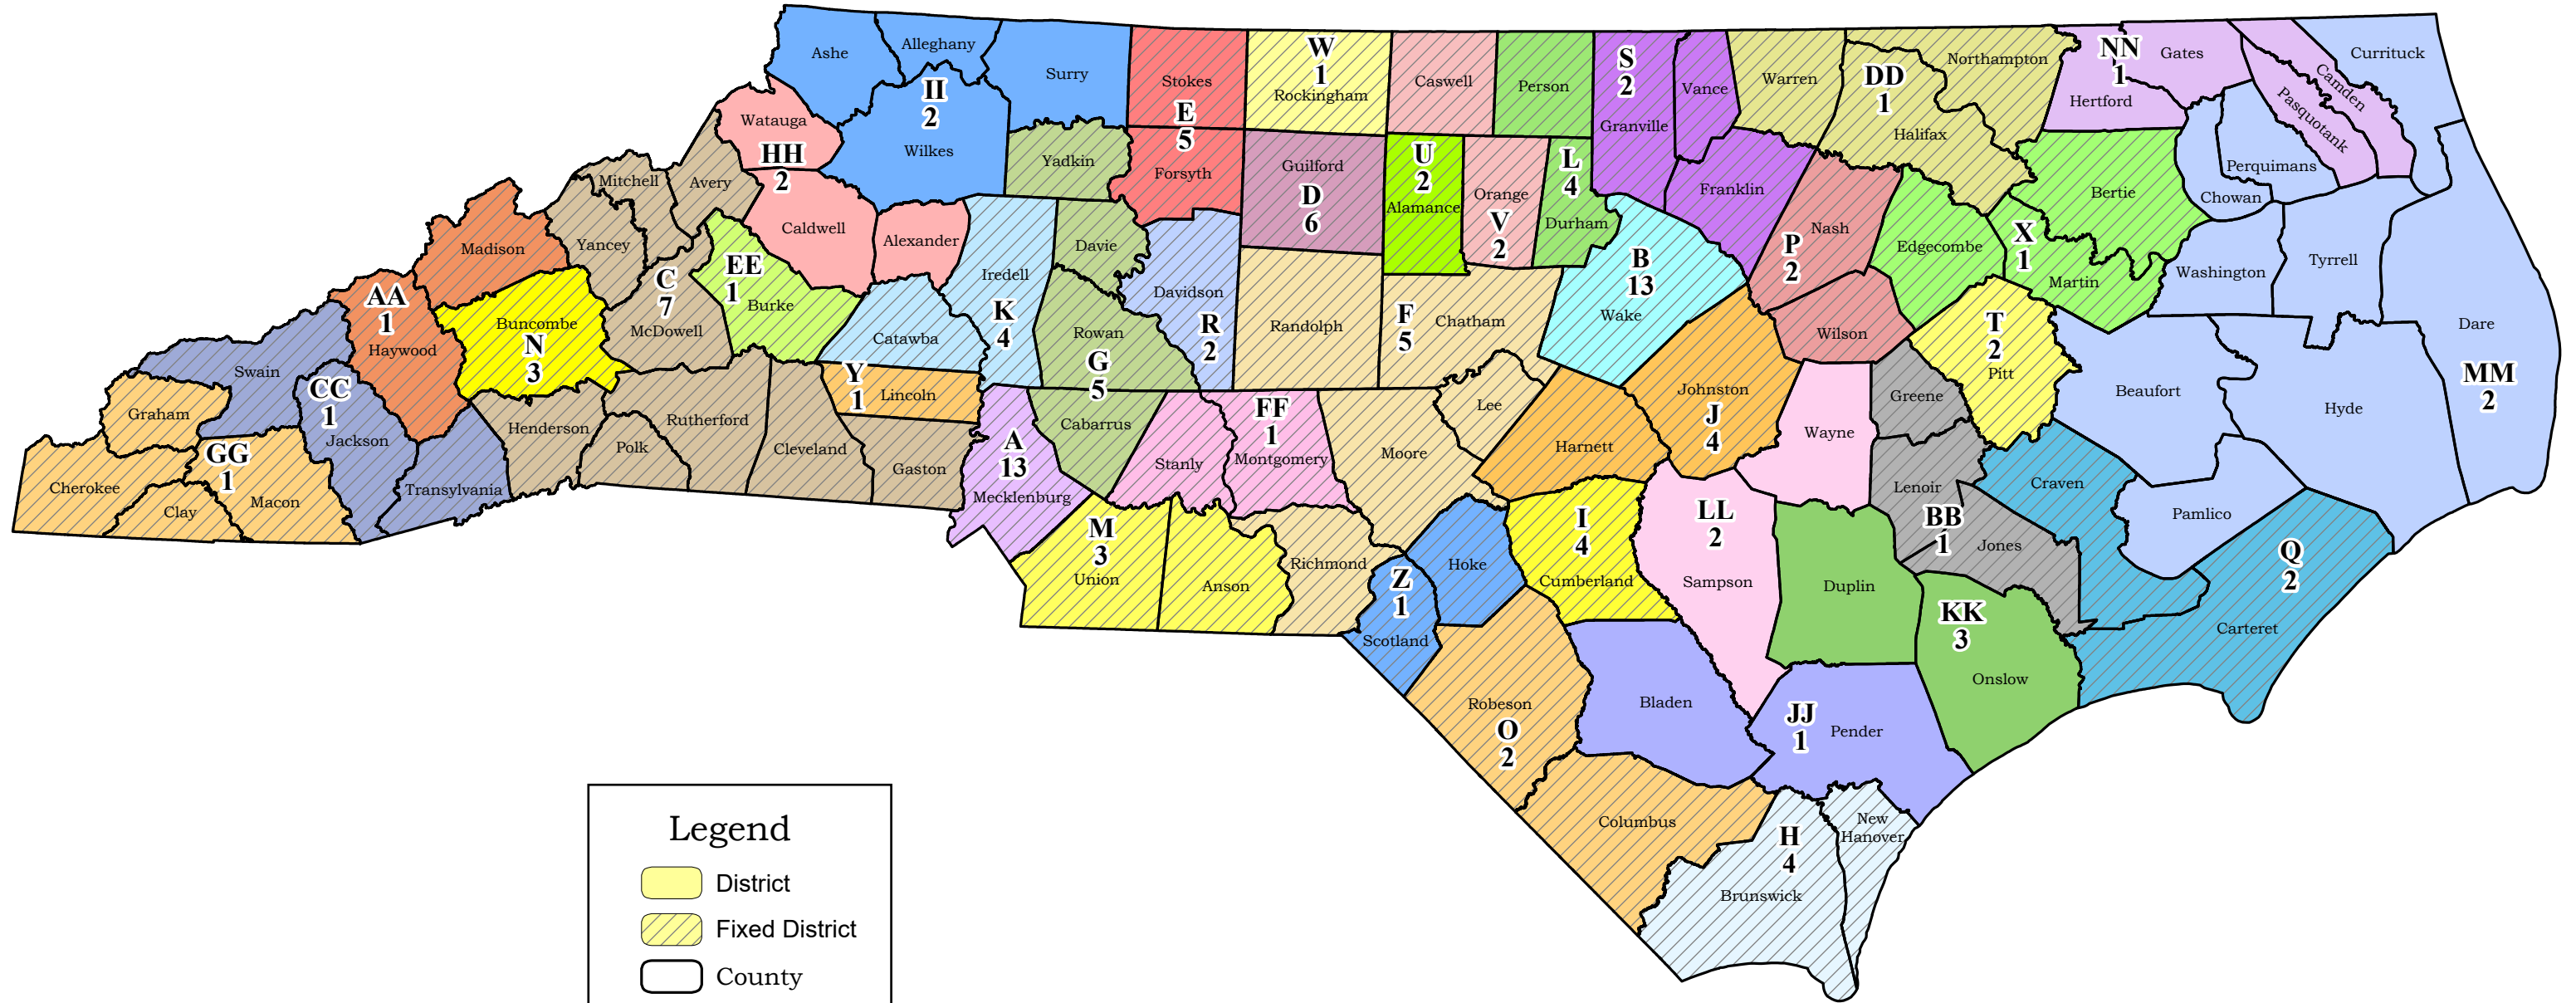 Ashe
Alleghany
Surry
Stokes
W
1
Rockingham
Caswell
Person
S
2
Granville
Vance
Warren
DD
1
Halifax
Northampton
NN
1
Gates
Hertford
Camden
Pasquotank
Currituck
Watauga
II
2
Wilkes
E
5
Forsyth
Yadkin
HH
2
Guilford
D
6
U
2
Alamance
Orange
V
2
L
4
Durham
Franklin
Nash
P
2
Edgecombe
X
1
Bertie
Martin
Perquimans
Chowan
Washington
Tyrrell
Dare
MM
2
Mitchell
Avery
Caldwell
Alexander
Iredell
K
4
Davie
Davidson
R
2
Randolph
F
5
Chatham
B
13
Wake
Wilson
T
2
Pitt
Beaufort
Hyde
Madison
Yancey
C
7
McDowell
EE
1
Burke
Catawba
Rowan
G
5
AA
1
Haywood
Buncombe
N
3
Swain
CC
1
Jackson
Graham
Y
1
Lincoln
Henderson
Polk
Rutherford
Cleveland
Gaston
A
13
Mecklenburg
Cabarrus
Stanly
FF
1
Montgomery
Moore
Lee
Harnett
Johnston
J
4
Wayne
Greene
Lenoir
BB
1
Jones
Craven
Pamlico
Q
2
Carteret
GG
1
Macon
Cherokee
Clay
Transylvania
M
3
Union
Anson
Richmond
Z
1
Scotland
Hoke
I
4
Cumberland
LL
2
Sampson
Duplin
KK
3
Onslow
Robeson
O
2
Bladen
JJ
1
Pender
Columbus
H
4
Brunswick
New
Hanover
Legend
District
Fixed District
County